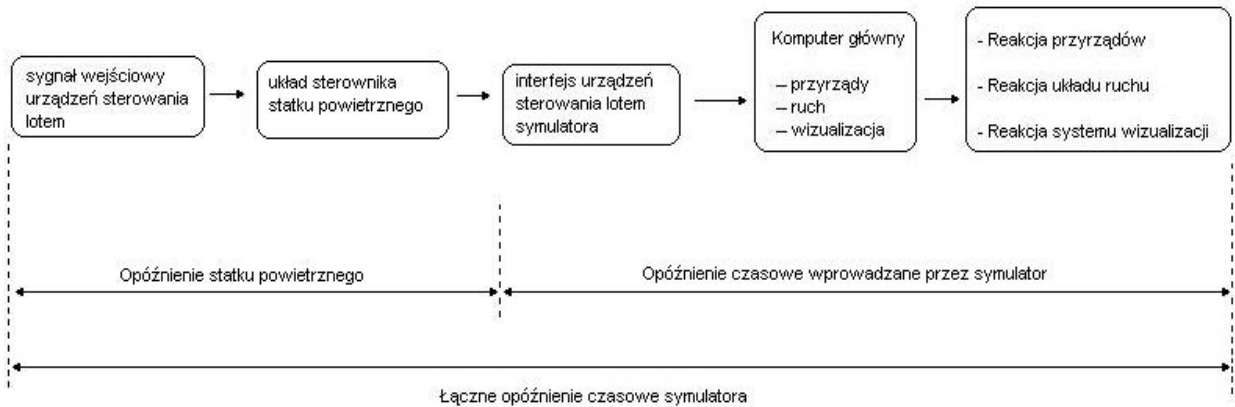 sygnał wejściowy
urządzeń sterowania
lotem
układ sterownika
statku powietrznego
interfejs urządzeń
sterowania lotem
symulatora
Komputer główny
– przyrządy
– ruch
– wizualizacja
- Reakcja przyrządów
- Reakcja układu ruchu
- Reakcja systemu wizualizacji
Opóźnienie statku powietrznego
Opóźnienie czasowe wprowadzane przez symulator
Łączne opóźnienie czasowe symulatora